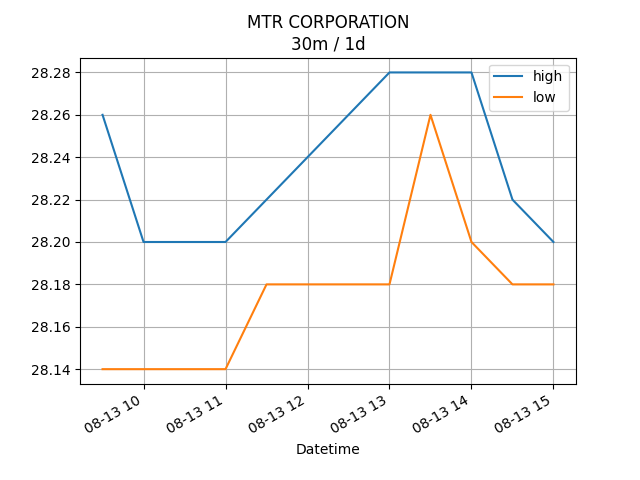 MTR CORPORATION
30m / 1d
28.28
28.26
28.24
28.22
28.20
28.18
28.16
28.14
high
low
08-13 10
08-13 11
08-13 12
08-13 13
08-13 14
08-13 15
Datetime